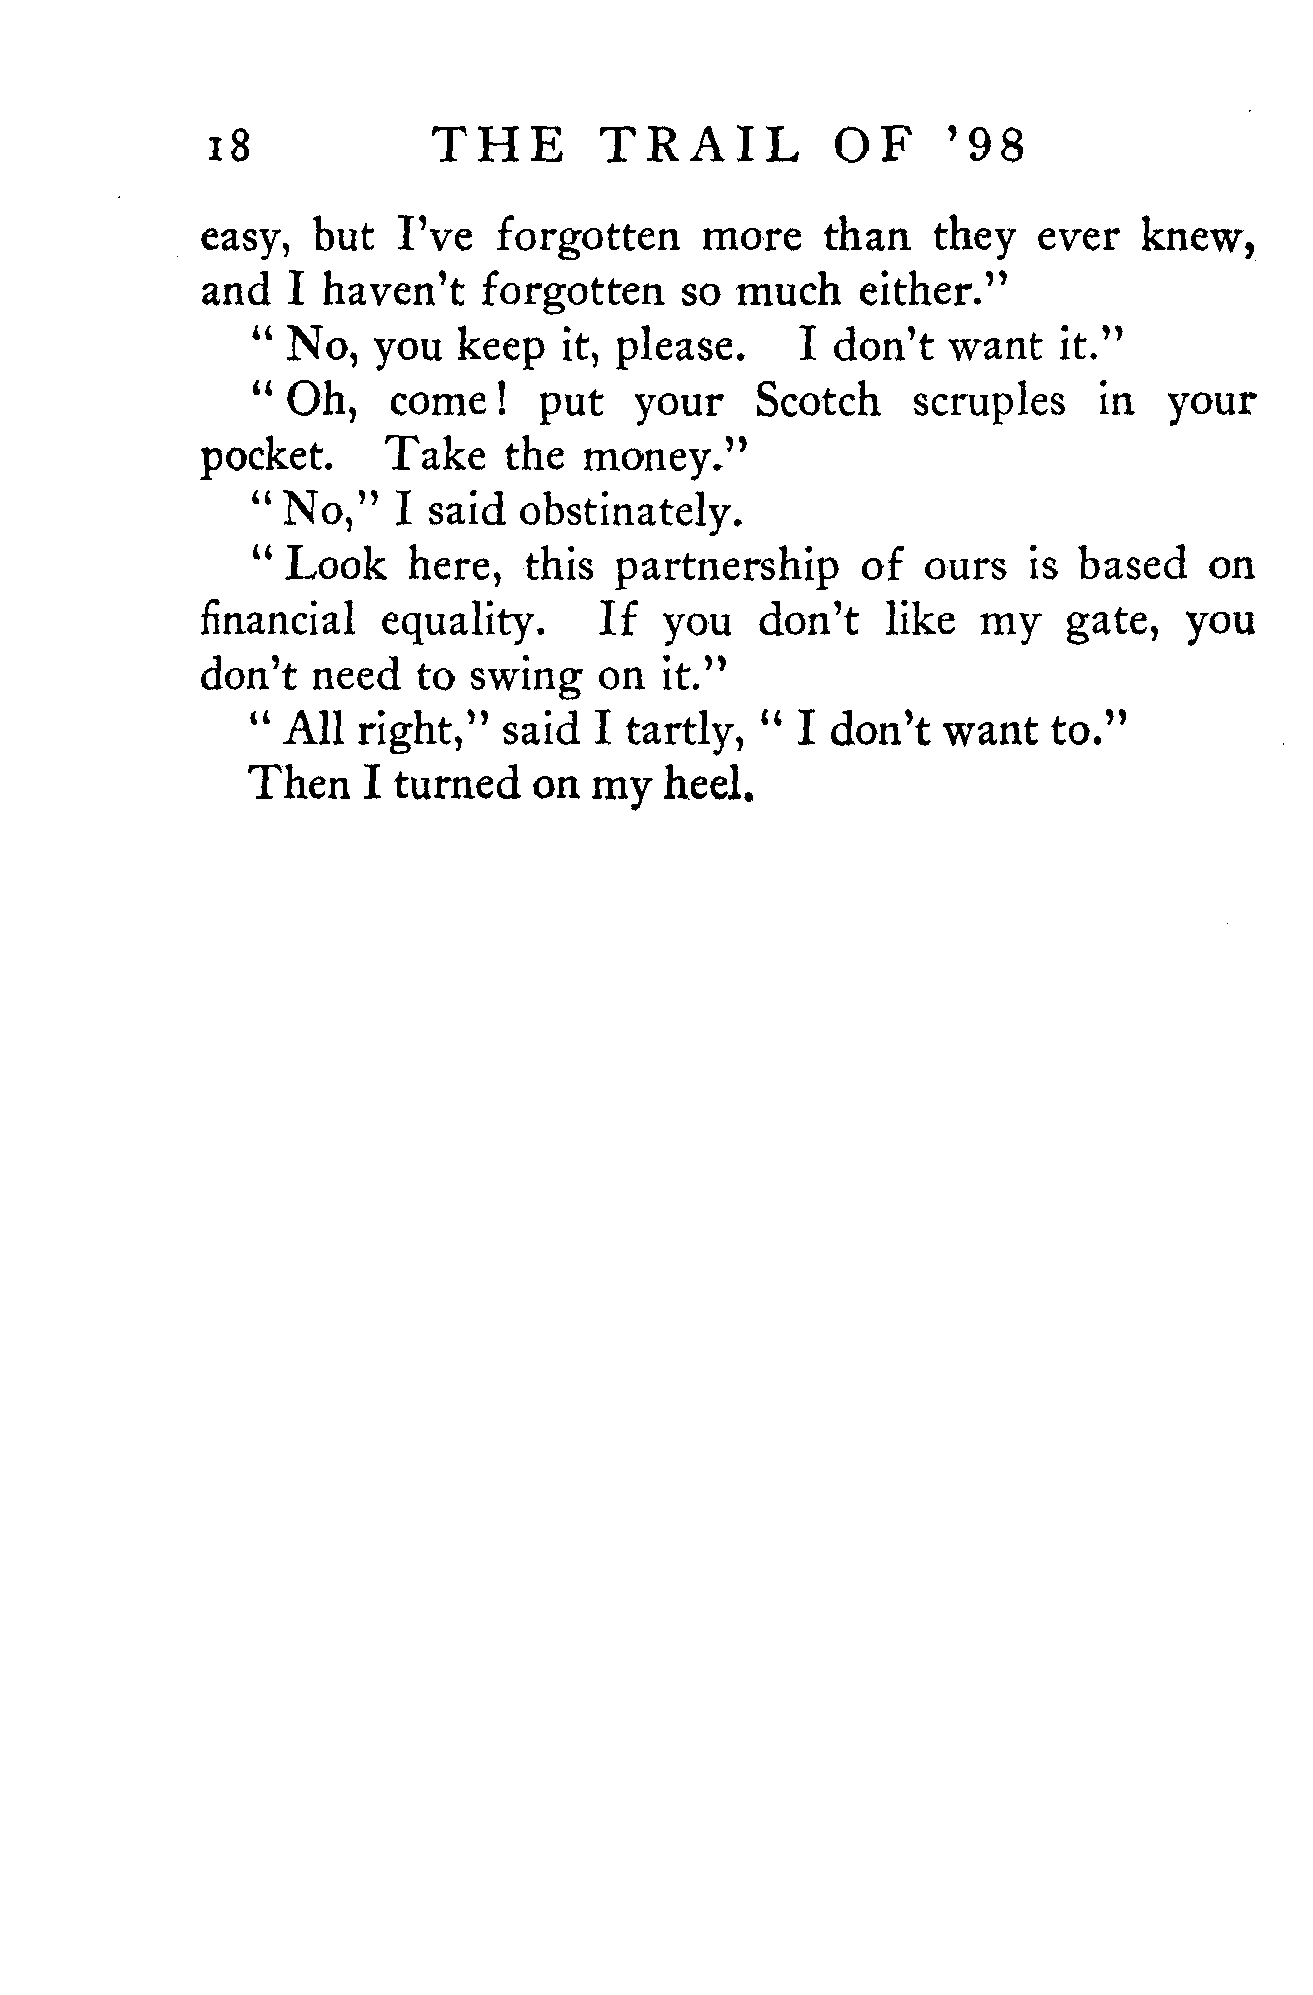 18 THE TRAIL OF '98
easy, but I've forgotten more than they ever knew,
and I haven't forgotten so much either."
"No, you keep it, please. I don't want it."
"Oh, come! put your Scotch scruples in your
pocket. Take the money."
"No," I said obstinately.
"Look here, this partnership of ours is based on
financial equality. If you don't like my gate, you
don't need to swing on it."
"All right," said I tartly, "I don't want to."
Then I turned on my heel.